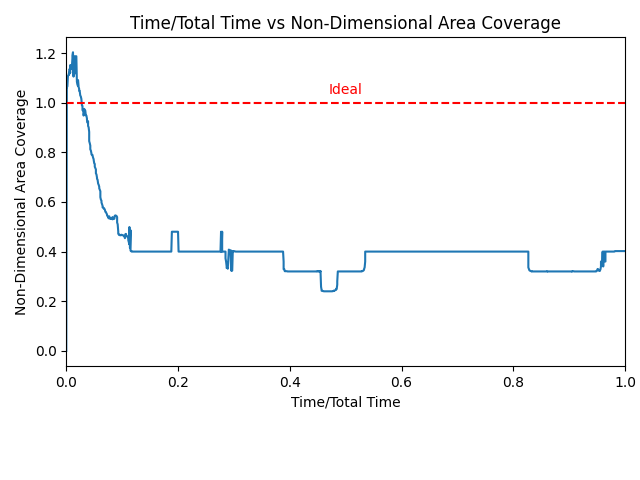 Time/Total Time vs Non-Dimensional Area Coverage
1.2
1.0
0.8
0.6
0.4
0.2
0.0
Non-Dimensional Area Coverage
Ideal
0.0 0.2 0.4 0.6 0.8 1.0
Time/Total Time